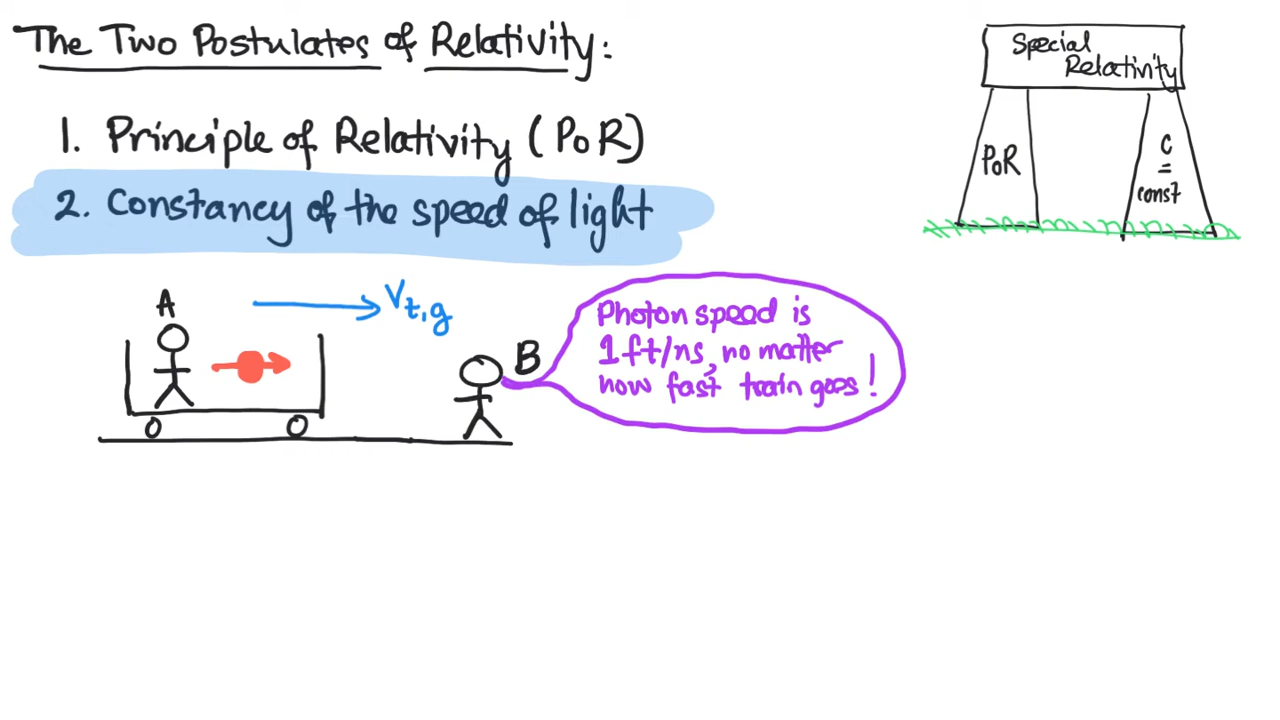 The Two Postulates of Relativity:
1. Principle of Relativity (PoR)
2. Constancy of the speed of light
Special
Relativity
PoR
c
=
const
A
Vt,g
B
Photon speed is
1 ft/ns, no matter
how fast train goes!